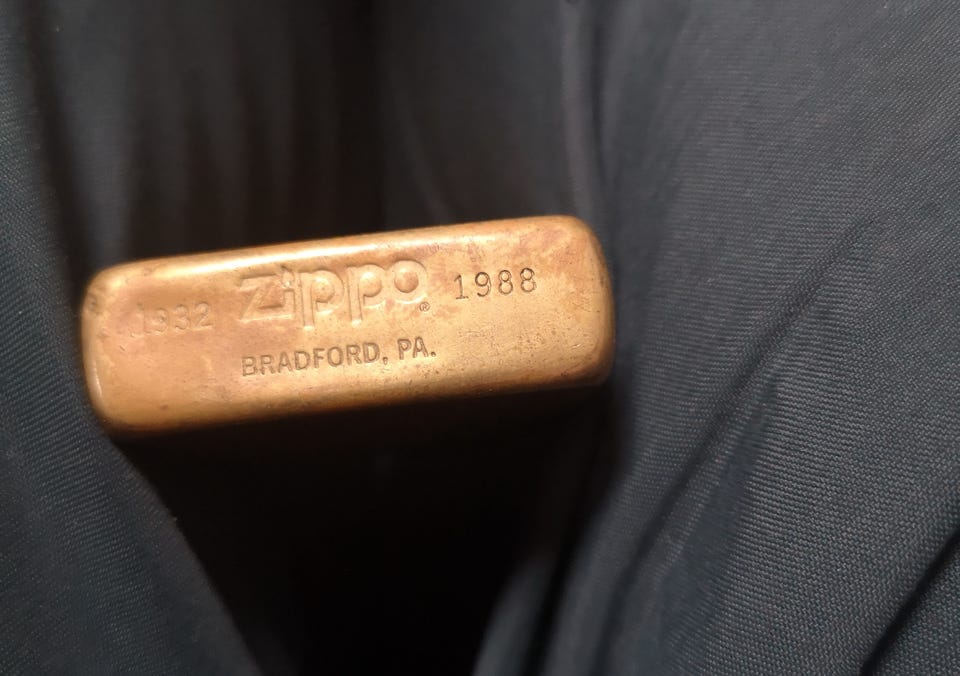 1932 Zippo® 1988
BRADFORD, PA.